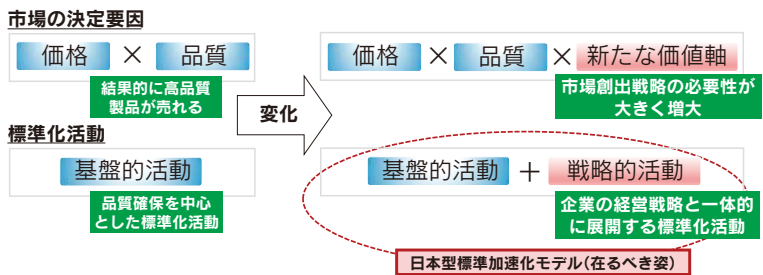 市場の決定要因
価格 × 品質
結果的に高品質
製品が売れる
変化
価格 × 品質 × 新たな価値軸
市場創出戦略の必要性が
大きく増大
標準化活動
基盤的活動
品質確保を中心
とした標準化活動
基盤的活動 + 戦略的活動
企業の経営戦略と一体的
に展開する標準化活動
日本型標準加速化モデル(在るべき姿)